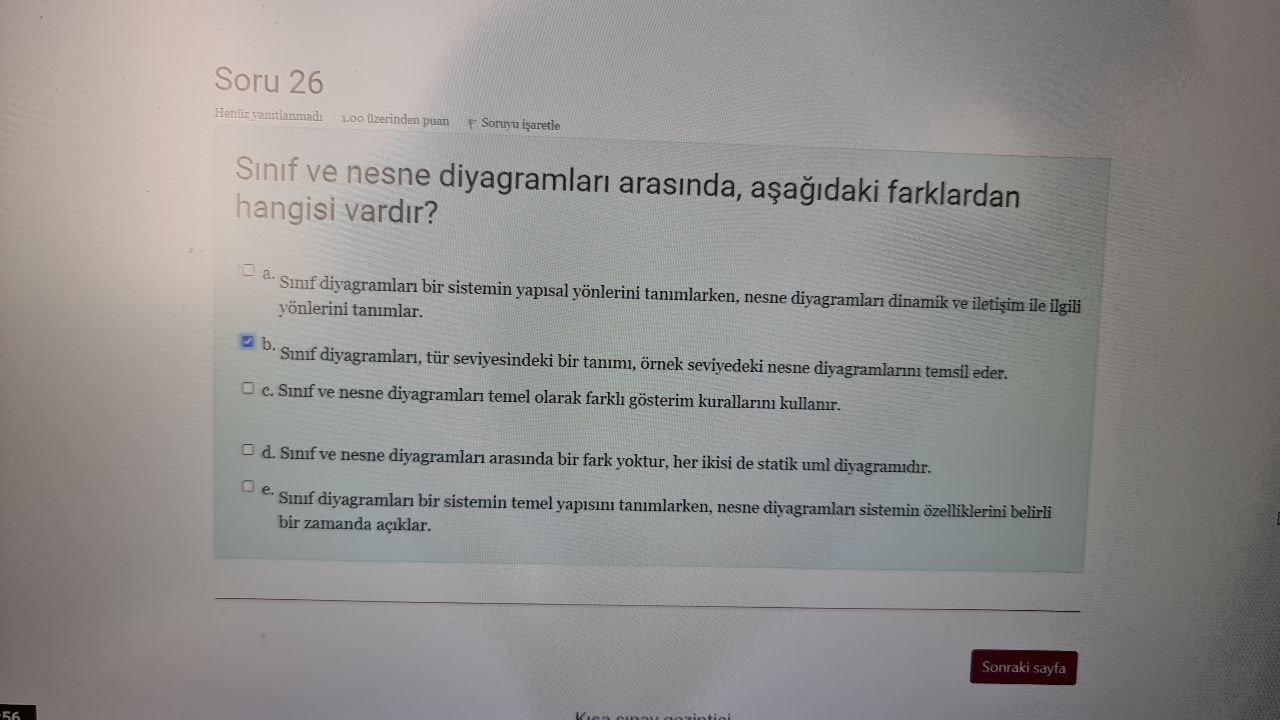 Soru 26
Henüz yanıtlanmadı 1.00 üzerinden puan Soruyu işaretle
Sınıf ve nesne diyagramları arasında, aşağıdaki farklardan
hangisi vardır?
a. Sınıf diyagramları bir sistemin yapısal yönlerini tanımlarken, nesne diyagramları dinamik ve iletişim ile ilgili
yönlerini tanımlar.
b. Sınıf diyagramları, tür seviyesindeki bir tanımı, örnek seviyedeki nesne diyagramlarını temsil eder.
c. Sınıf ve nesne diyagramları temel olarak farklı gösterim kurallarını kullanır.
d. Sınıf ve nesne diyagramları arasında bir fark yoktur, her ikisi de statik uml diyagramıdır.
e. Sınıf diyagramları bir sistemin temel yapısını tanımlarken, nesne diyagramları sistemin özelliklerini belirli
bir zamanda açıklar.
Sonraki sayfa
56
Kısa sınav gezintisi